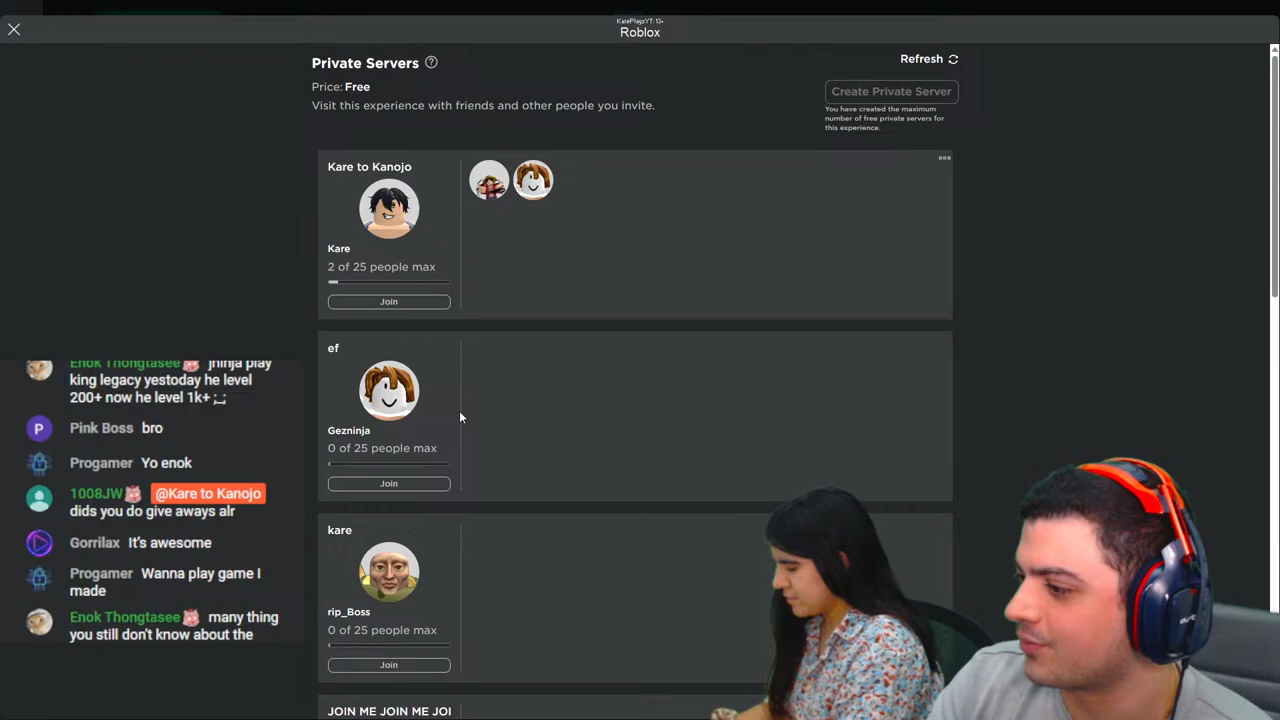 KarePlayzYT: 13+
Roblox
Private Servers
Refresh
Price: Free
Create Private Server
Visit this experience with friends and other people you invite.
You have created the maximum
number of free private servers for
this experience.
Kare to Kanojo
Kare
2 of 25 people max
Join
ef
Gezninja
0 of 25 people max
Join
kare
rip_Boss
0 of 25 people max
Join
JOIN ME JOIN ME JOI
Enok Thongtasee jhinja play
king legacy yestoday he level
200+ now he level 1k+
P
Pink Boss bro
Progamer Yo enok
1008JW @Kare to Kanojo
dids you do give aways alr
Gorrilax It's awesome
Progamer Wanna play game I
made
Enok Thongtasee many thing
you still don't know about the